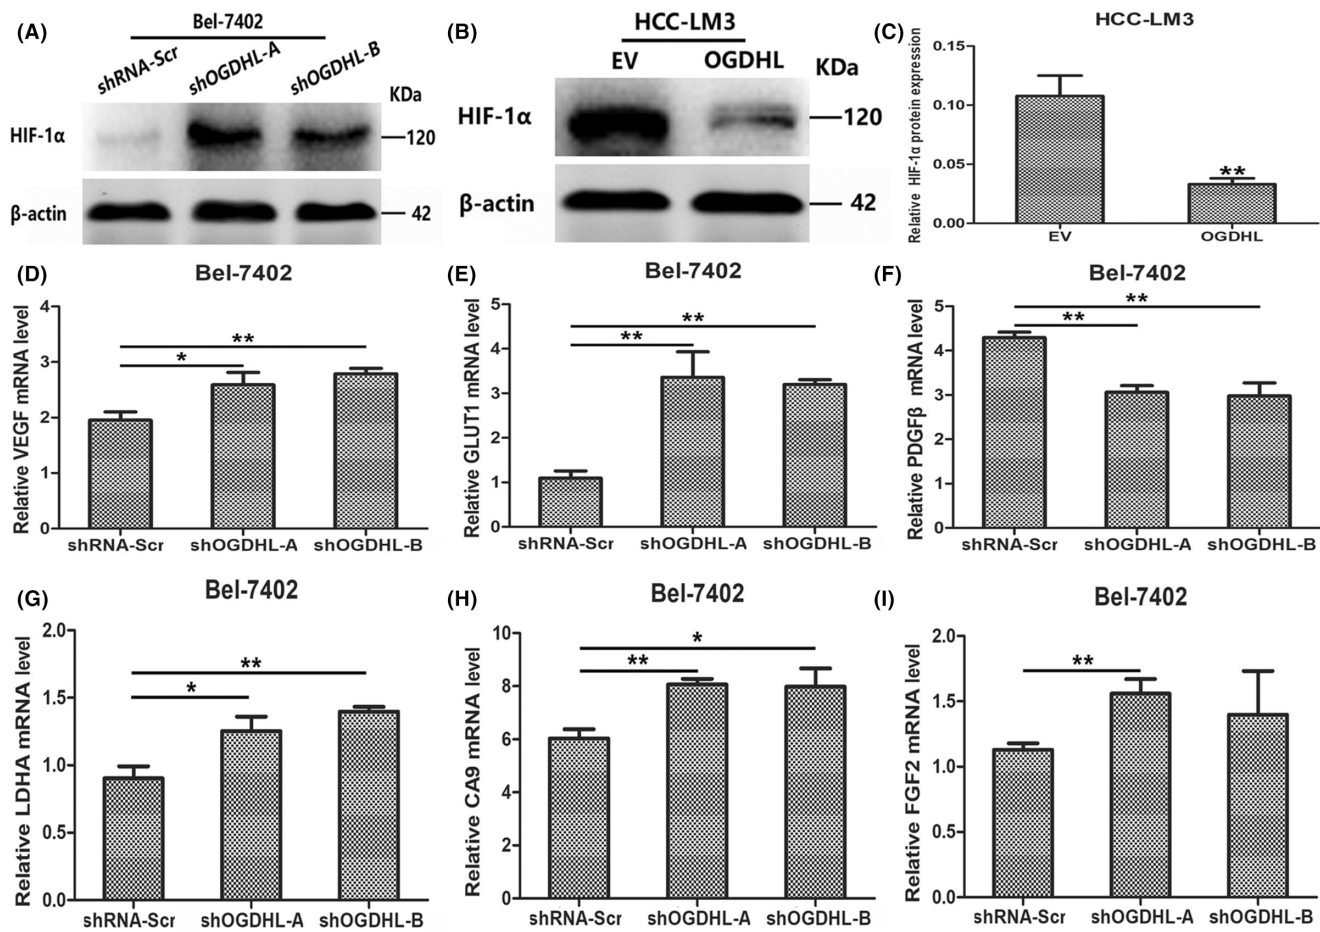 (A)
Bel-7402
shRNA-Scr shOGDHL-A shOGDHL-B
KDa
HIF-1α 120
β-actin 42
(B)
HCC-LM3
EV OGDHL KDa
HIF-1α 120
β-actin 42
(C)
HCC-LM3
Relative HIF-1α protein expression
0.15
0.10
0.05
0.00
**
EV OGDHL
(D)
Bel-7402
Relative VEGF mRNA level
4
3
2
1
0
**
*
shRNA-Scr shOGDHL-A shOGDHL-B
(E)
Bel-7402
Relative GLUT1 mRNA level
5
4
3
2
1
0
**
**
shRNA-Scr shOGDHL-A shOGDHL-B
(F)
Bel-7402
Relative PDGFβ mRNA level
5
4
3
2
1
0
**
**
shRNA-Scr shOGDHL-A shOGDHL-B
(G)
Bel-7402
Relative LDHA mRNA level
2.0
1.5
1.0
0.5
0.0
**
*
shRNA-Scr shOGDHL-A shOGDHL-B
(H)
Bel-7402
Relative CA9 mRNA level
10
8
6
4
2
0
*
**
shRNA-Scr shOGDHL-A shOGDHL-B
(I)
Bel-7402
Relative FGF2 mRNA level
2.0
1.5
1.0
0.5
0.0
**
shRNA-Scr shOGDHL-A shOGDHL-B